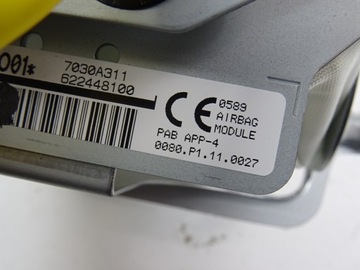 001*
7030A311
622448100
CE 0589
AIRBAG
MODULE
PAB APP-4
0080.P1.11.0027